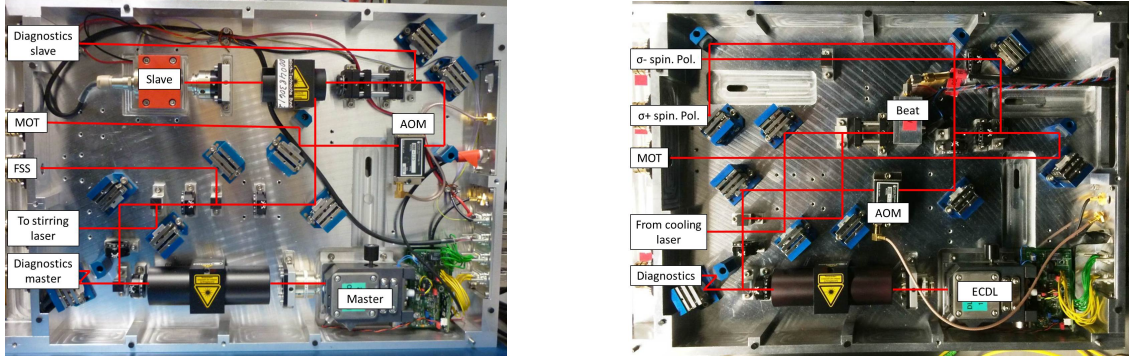 Diagnostics
slave
Slave
MOT
AOM
FSS
To stirring
laser
Diagnostics
master
Master
σ- spin. Pol.
Beat
σ+ spin. Pol.
MOT
AOM
From cooling
laser
Diagnostics
ECDL